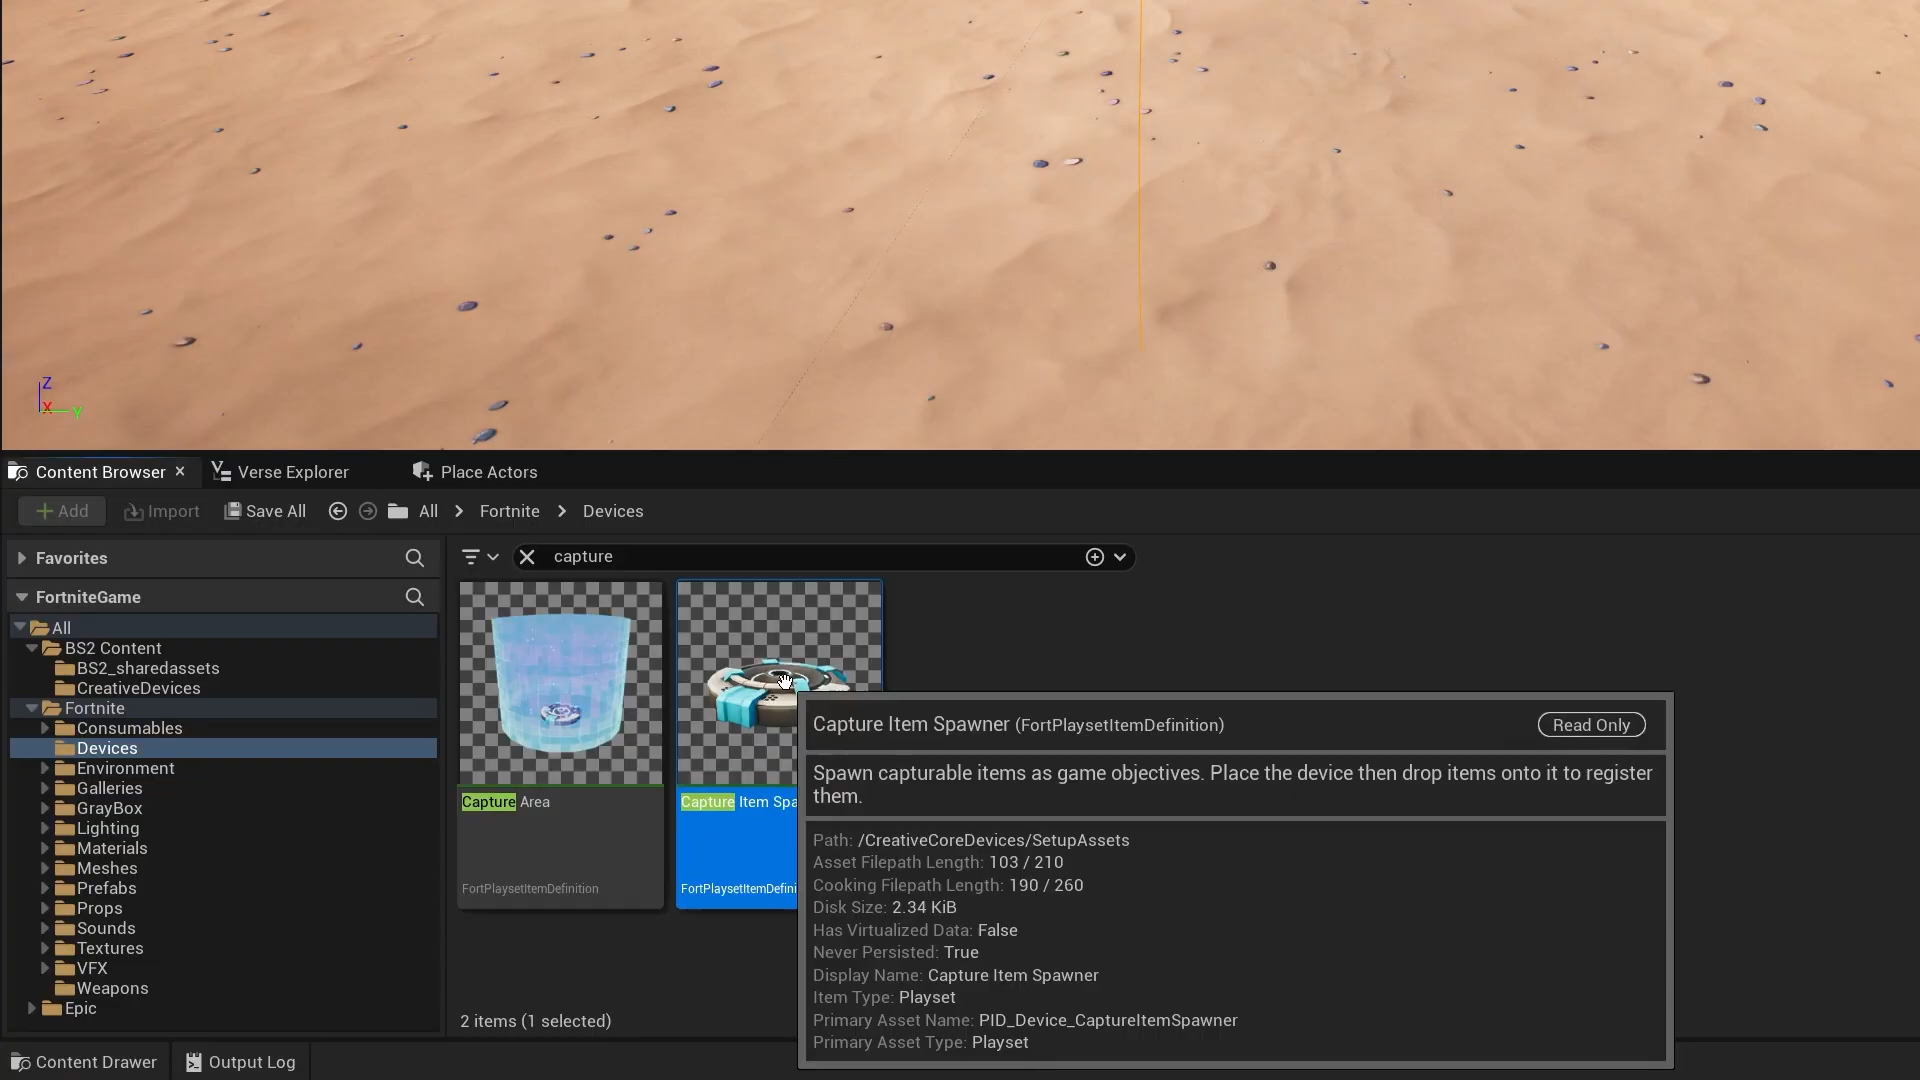 Z
X
Y
Content Browser
Verse Explorer
Place Actors
Add
Import
Save All
All
Fortnite
Devices
Favorites
capture
FortniteGame
All
BS2 Content
BS2_sharedassets
CreativeDevices
Fortnite
Consumables
Devices
Environment
Galleries
GrayBox
Lighting
Materials
Meshes
Prefabs
Props
Sounds
Textures
VFX
Weapons
Epic
Capture Area
FortPlaysetItemDefinition
Capture Item Spa
FortPlaysetItemDefini
Capture Item Spawner (FortPlaysetItemDefinition)
Read Only
Spawn capturable items as game objectives. Place the device then drop items onto it to register
them.
Path: /CreativeCoreDevices/SetupAssets
Asset Filepath Length: 103 / 210
Cooking Filepath Length: 190 / 260
Disk Size: 2.34 KiB
Has Virtualized Data: False
Never Persisted: True
Display Name: Capture Item Spawner
Item Type: Playset
Primary Asset Name: PID_Device_CaptureItemSpawner
Primary Asset Type: Playset
2 items (1 selected)
Content Drawer
Output Log